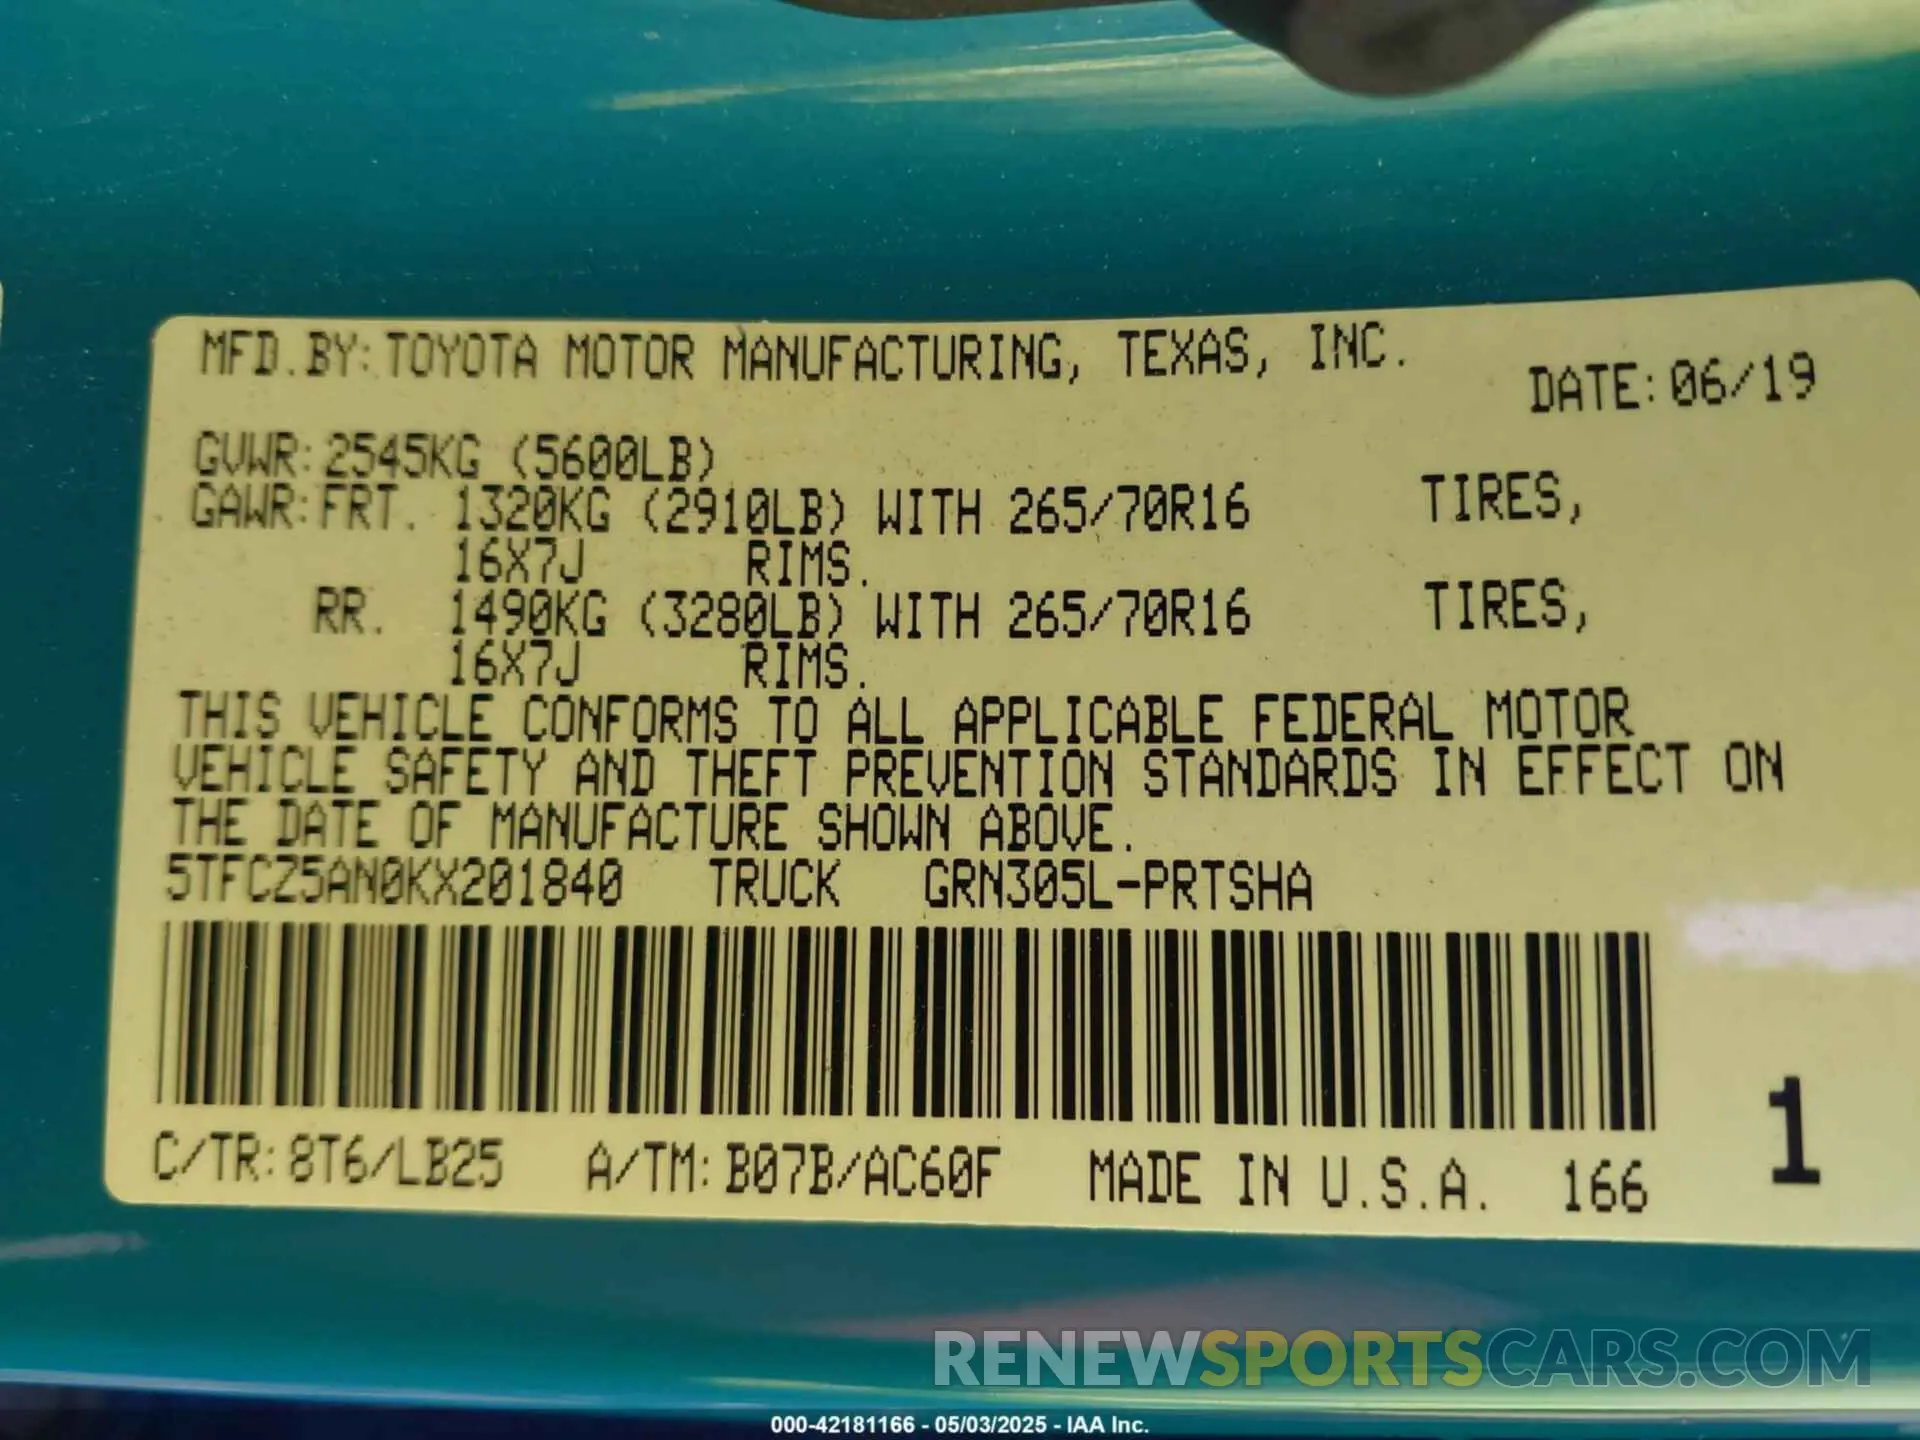 MFD.BY:TOYOTA MOTOR MANUFACTURING, TEXAS, INC.
DATE:06/19
GVWR:2545KG (5600LB)
GAWR:FRT. 1320KG (2910LB) WITH 265/70R16 TIRES,
16X7J RIMS.
RR. 1490KG (3280LB) WITH 265/70R16 TIRES,
16X7J RIMS.
THIS VEHICLE CONFORMS TO ALL APPLICABLE FEDERAL MOTOR
VEHICLE SAFETY AND THEFT PREVENTION STANDARDS IN EFFECT ON
THE DATE OF MANUFACTURE SHOWN ABOVE.
5TFCZ5AN0KX201840 TRUCK GRN305L-PRTSHA
1
C/TR:8T6/LB25 A/TM:B07B/AC60F MADE IN U.S.A. 166
RENEWSPORTSCARS.COM
000-42181166 - 05/03/2025 - IAA Inc.